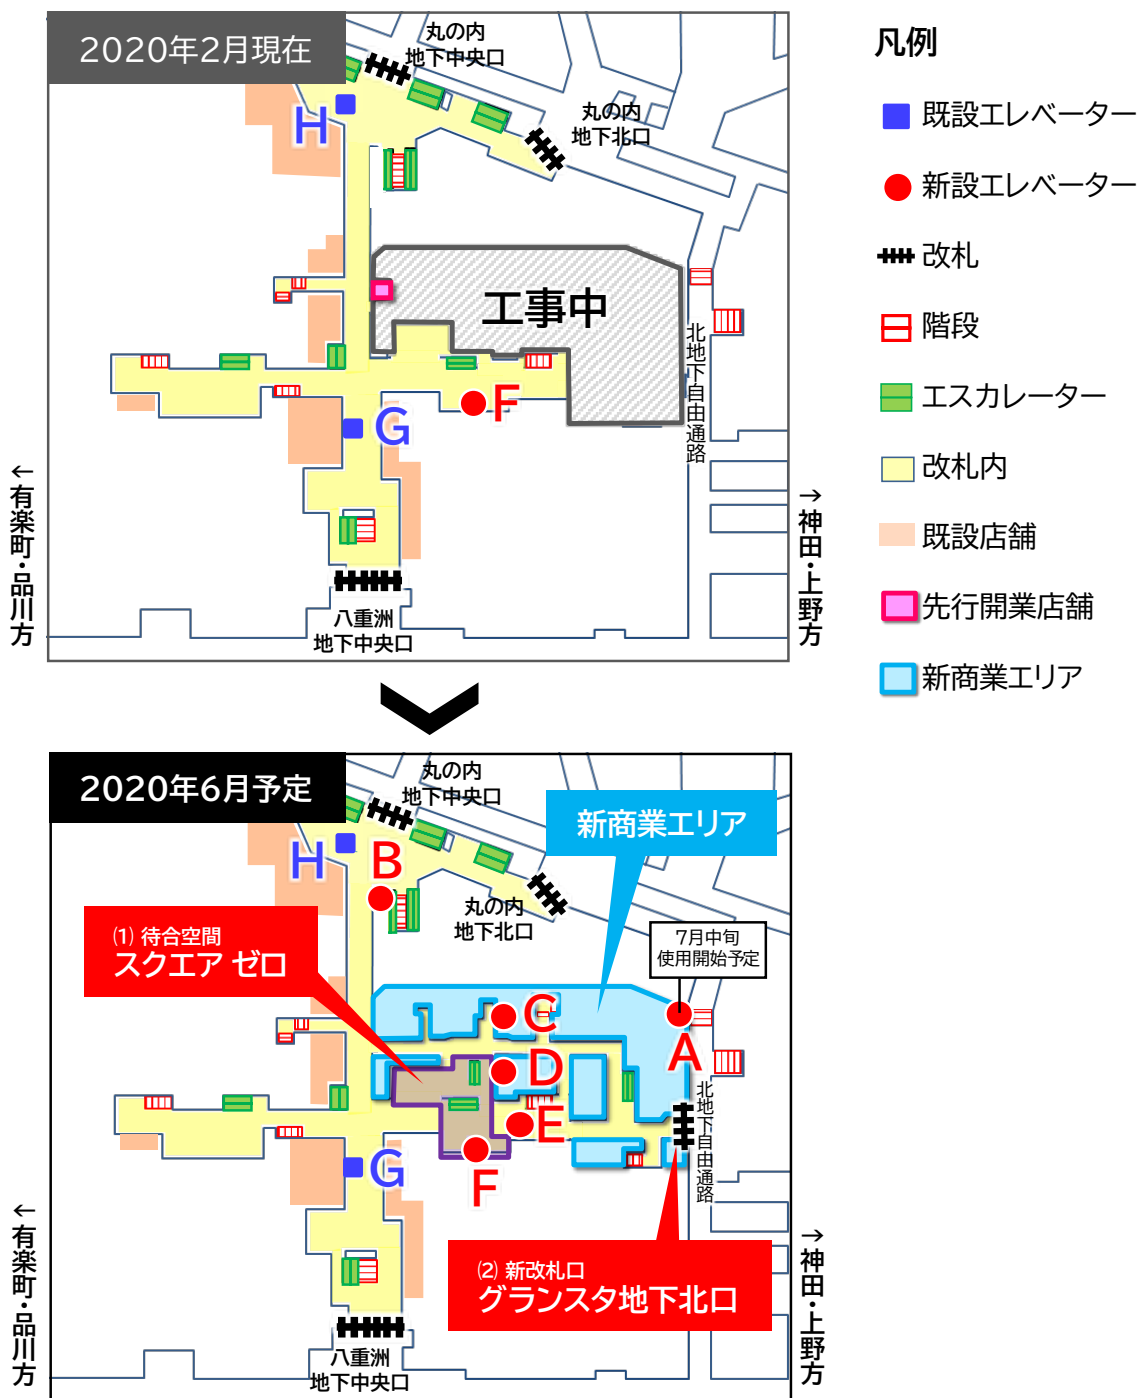 2020年2月現在
丸の内
地下中央口
丸の内
地下北口
H
工事中
F
G
北地下自由通路
←有楽町・品川方
→神田・上野方
八重洲
地下中央口
凡例
既設エレベーター
新設エレベーター
改札
階段
エスカレーター
改札内
既設店舗
先行開業店舗
新商業エリア
2020年6月予定
丸の内
地下中央口
新商業エリア
H
B
丸の内
地下北口
(1) 待合空間
スクエア ゼロ
7月中旬
使用開始予定
C
A
D
E
F
G
北地下自由通路
(2) 新改札口
グランスタ地下北口
←有楽町・品川方
→神田・上野方
八重洲
地下中央口